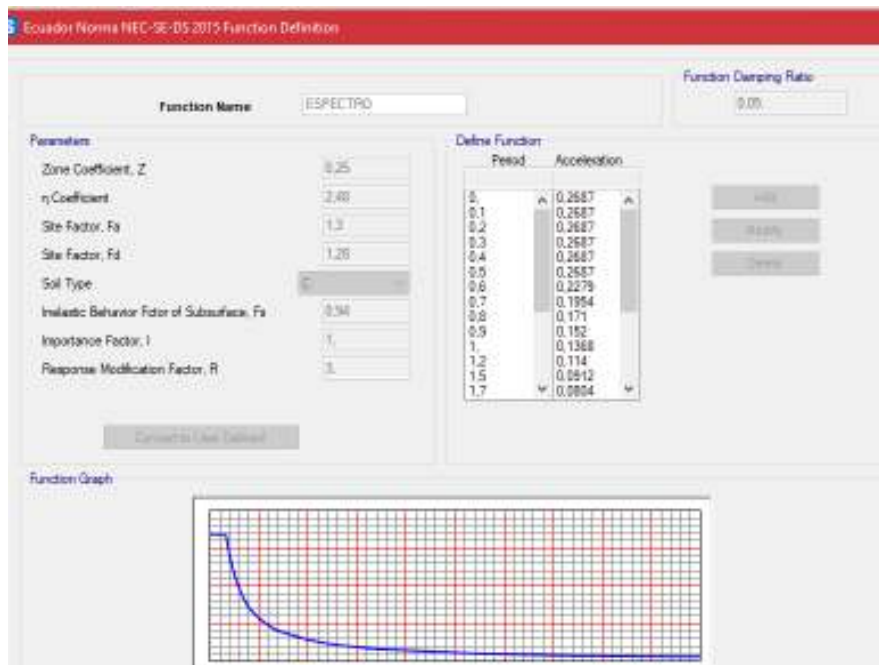 Ecuador Norma NEC-SE-DS 2015 Function Definition
Function Damping Ratio
Function Name
ESPECTRO
0,05
Parameters
Define Function
Zone Coefficient, Z 0,25
η Coefficient 2,48
Site Factor, Fa 1,3
Site Factor, Fd 1,28
Soil Type
Inelastic Behavior Fctor of Subsurface, Fs 0,94
Importance Factor, I 1,
Response Modification Factor, R 3,
Convert to User Defined
Period Acceleration
0, 0,2687
0,1 0,2687
0,2 0,2687
0,3 0,2687
0,4 0,2687
0,5 0,2687
0,6 0,2279
0,7 0,1954
0,8 0,171
0,9 0,152
1, 0,1368
1,2 0,114
1,5 0,0912
1,7 0,0804
Add
Modify
Delete
Function Graph